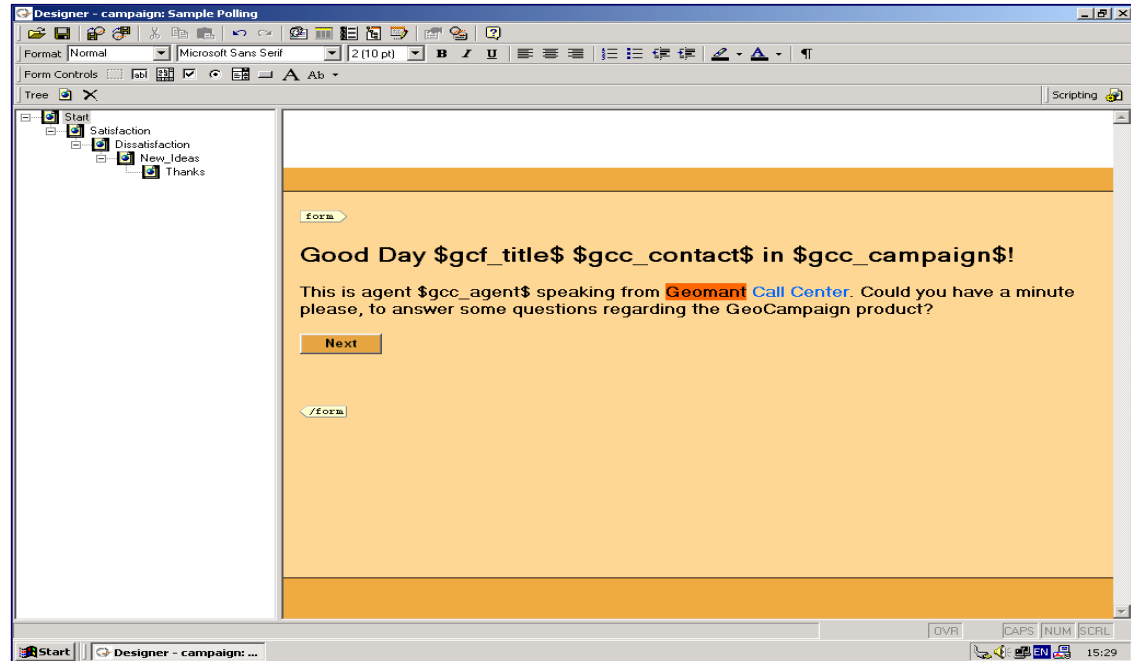 Designer - campaign: Sample Polling
Format Normal Microsoft Sans Serif 2 (10 pt) B I U A ¶
Form Controls abl A Ab
Tree Scripting
Start
Satisfaction
Dissatisfaction
New_Ideas
Thanks
form
Good Day $gcf_title$ $gcc_contact$ in $gcc_campaign$!
This is agent $gcc_agent$ speaking from Geomant Call Center. Could you have a minute
please, to answer some questions regarding the GeoCampaign product?
Next
/form
OVR CAPS NUM SCRL
Start Designer - campaign: ... EN 15:29